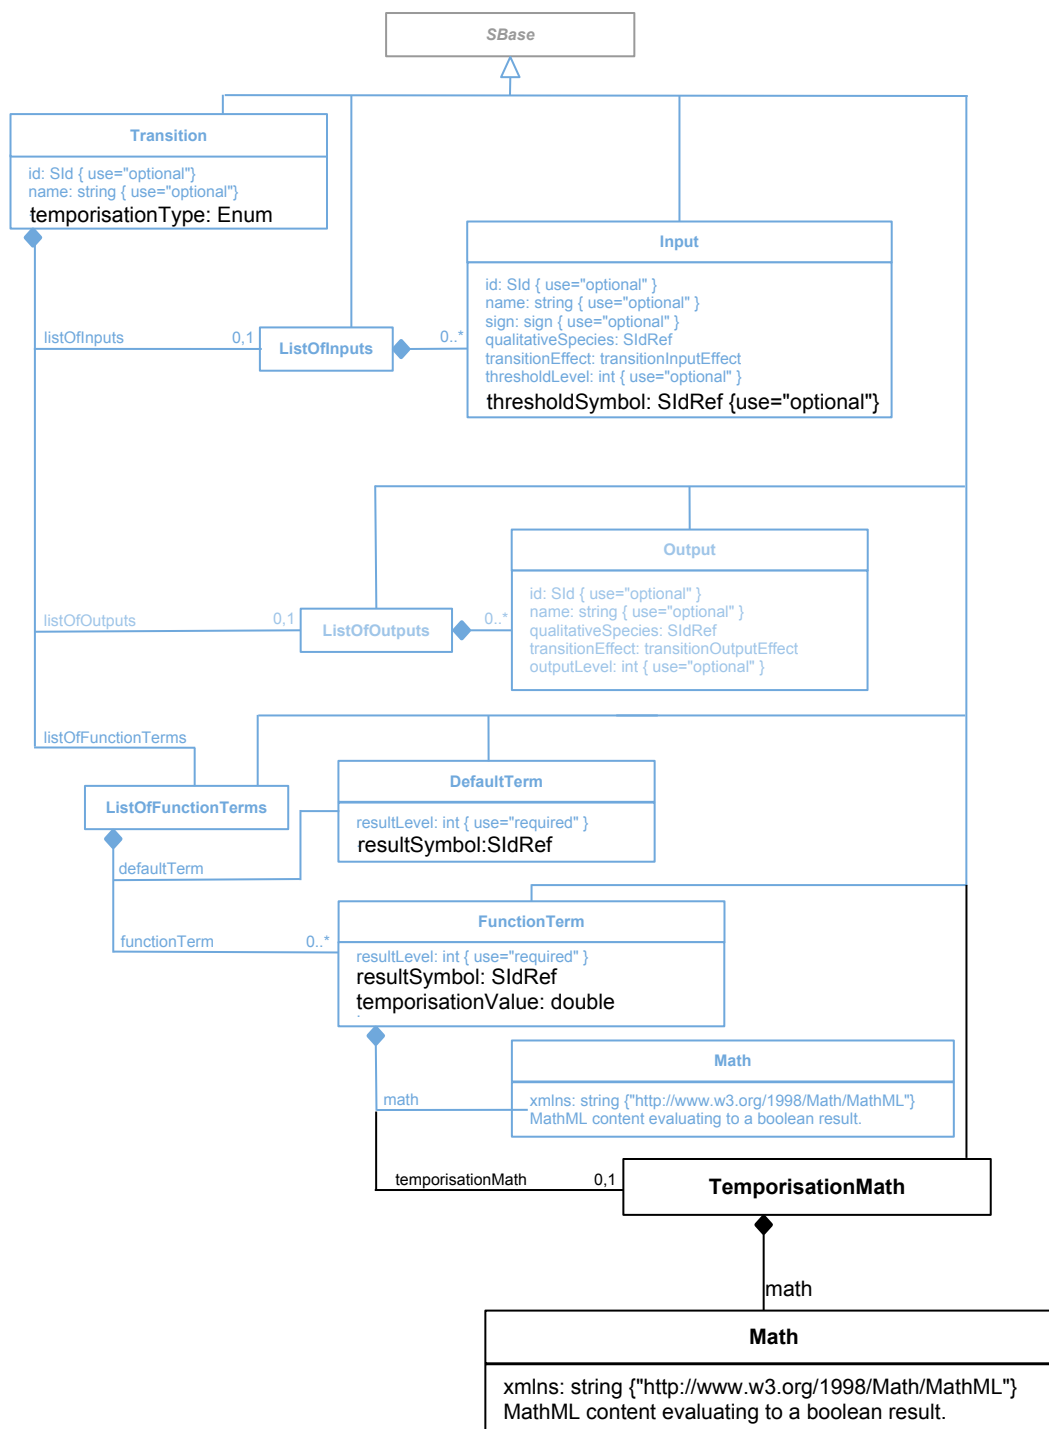 SBase
Transition
id: SId { use="optional"}
name: string { use="optional"}
temporisationType: Enum
Input
id: SId { use="optional" }
name: string { use="optional" }
sign: sign { use="optional" }
qualitativeSpecies: SIdRef
transitionEffect: transitionInputEffect
thresholdLevel: int { use="optional" }
thresholdSymbol: SIdRef {use="optional"}
listOfInputs
0,1
ListOfInputs
0..*
Output
id: SId { use="optional" }
name: string { use="optional" }
qualitativeSpecies: SIdRef
transitionEffect: transitionOutputEffect
outputLevel: int { use="optional" }
listOfOutputs
0,1
ListOfOutputs
0..*
listOfFunctionTerms
ListOfFunctionTerms
DefaultTerm
resultLevel: int { use="required" }
resultSymbol:SIdRef
defaultTerm
functionTerm
0..*
FunctionTerm
resultLevel: int { use="required" }
resultSymbol: SIdRef
temporisationValue: double
math
Math
xmlns: string {"http://www.w3.org/1998/Math/MathML"}
MathML content evaluating to a boolean result.
temporisationMath
0,1
TemporisationMath
math
Math
xmlns: string {"http://www.w3.org/1998/Math/MathML"}
MathML content evaluating to a boolean result.